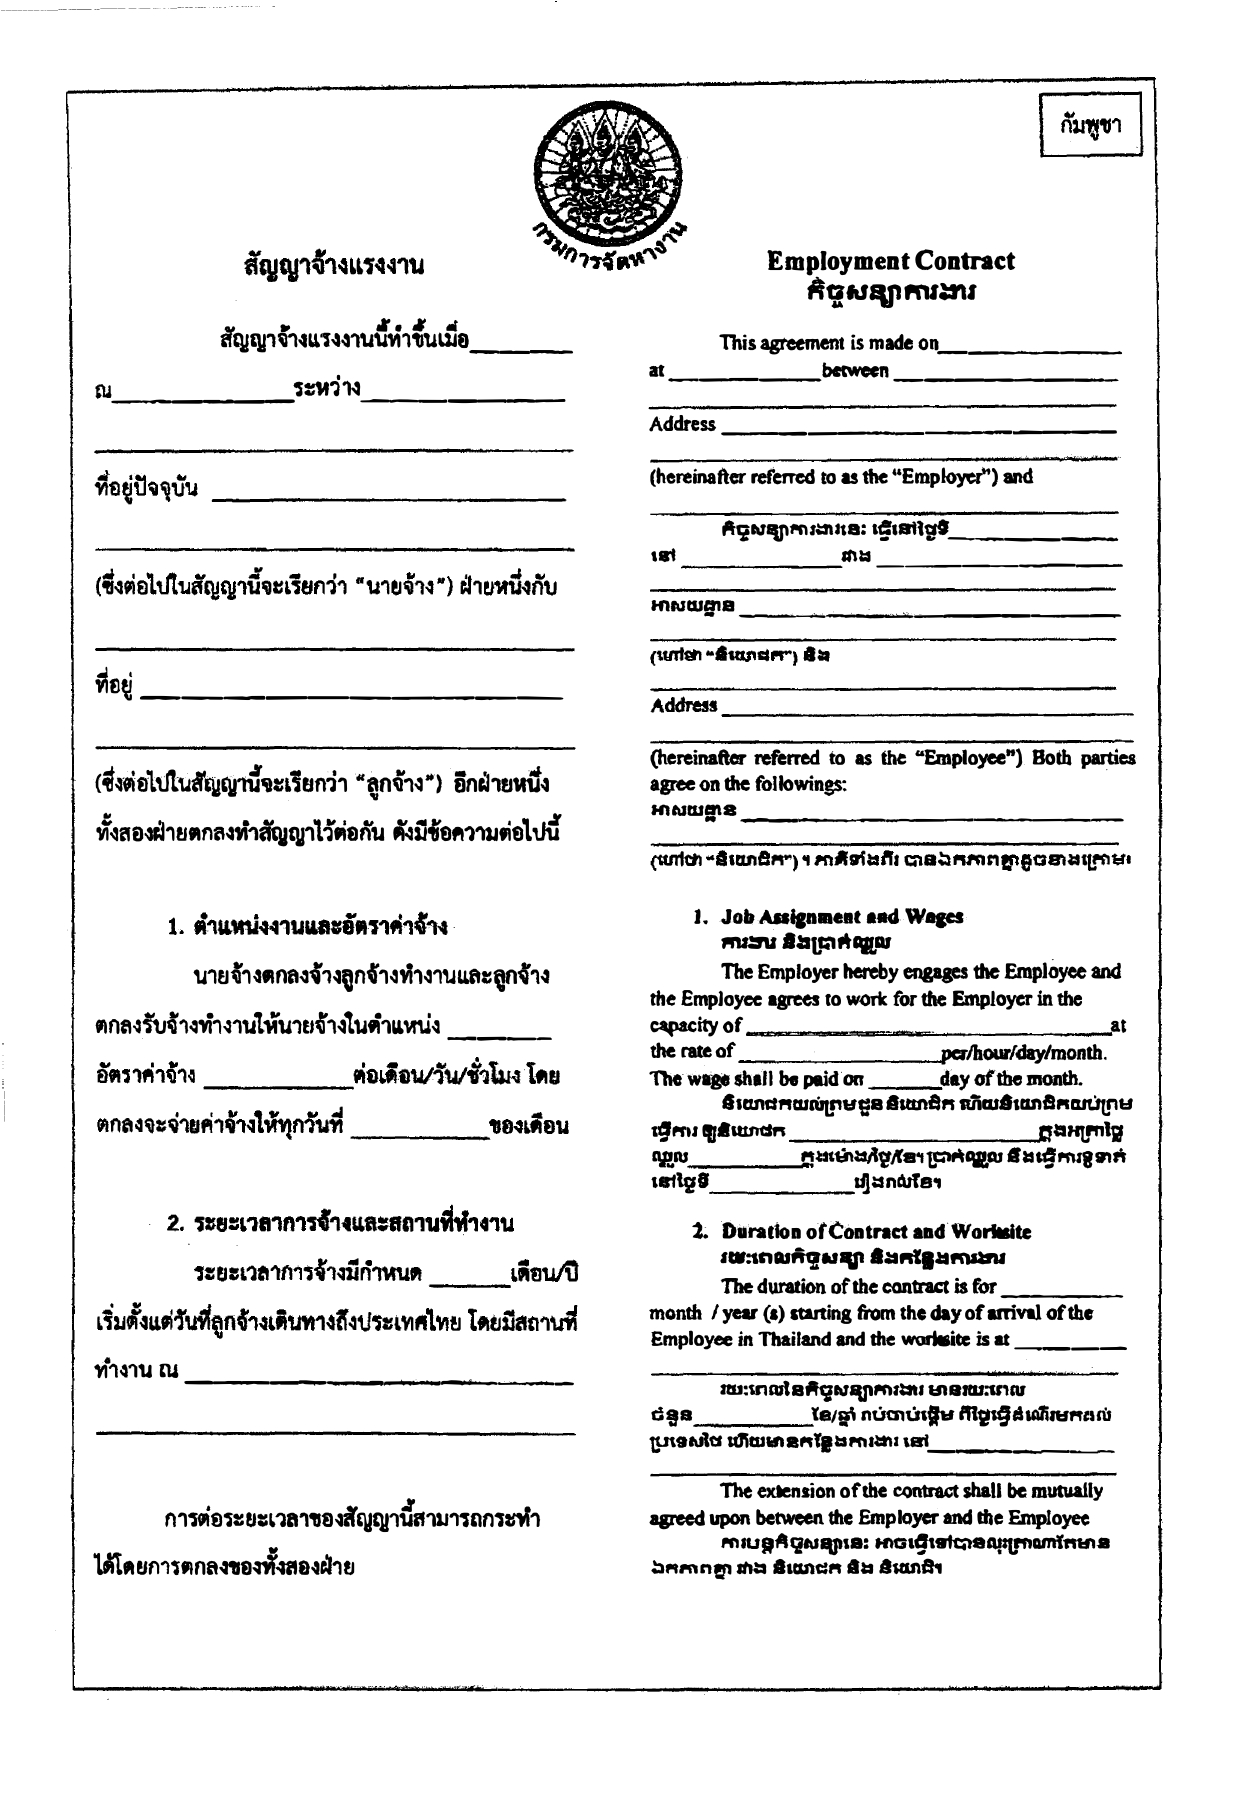 กัมพูชา
กรมการจัดหางาน
สัญญาจ้างแรงงาน
สัญญาจ้างแรงงานนี้ทำขึ้นเมื่อ__________
ณ__________ระหว่าง__________
ที่อยู่ปัจจุบัน __________
(ซึ่งต่อไปในสัญญานี้จะเรียกว่า “นายจ้าง”) ฝ่ายหนึ่งกับ
ที่อยู่ __________
(ซึ่งต่อไปในสัญญานี้จะเรียกว่า “ลูกจ้าง”) อีกฝ่ายหนึ่ง
ทั้งสองฝ่ายตกลงทำสัญญาไว้ต่อกัน ดังมีข้อความต่อไปนี้
1. ตำแหน่งงานและอัตราค่าจ้าง
นายจ้างตกลงจ้างลูกจ้างทำงานและลูกจ้าง
ตกลงรับจ้างทำงานให้นายจ้างในตำแหน่ง __________
อัตราค่าจ้าง __________ต่อเดือน/วัน/ชั่วโมง โดย
ตกลงจะจ่ายค่าจ้างให้ทุกวันที่ __________ของเดือน
2. ระยะเวลาการจ้างและสถานที่ทำงาน
ระยะเวลาการจ้างมีกำหนด _______เดือน/ปี
เริ่มตั้งแต่วันที่ลูกจ้างเดินทางถึงประเทศไทย โดยมีสถานที่
ทำงาน ณ __________
การต่อระยะเวลาของสัญญานี้สามารถกระทำ
ได้โดยการตกลงของทั้งสองฝ่าย
Employment Contract
កិច្ចសន្យាការងារ
This agreement is made on__________
at __________between __________
Address __________
(hereinafter referred to as the “Employer”) and
កិច្ចសន្យាការងារនេះ ធ្វើនៅថ្ងៃទី__________
នៅ __________រវាង __________
អាសយដ្ឋាន __________
(ហៅថា “និយោជក”) និង
Address __________
(hereinafter referred to as the “Employee”) Both parties
agree on the followings:
អាសយដ្ឋាន __________
(ហៅថា “និយោជិក”) ។ ភាគីទាំងពីរ បានឯកភាពគ្នាដូចខាងក្រោម៖
1. Job Assignment and Wages
ការងារ និងប្រាក់ឈ្នួល
The Employer hereby engages the Employee and
the Employee agrees to work for the Employer in the
capacity of __________at
the rate of __________per/hour/day/month.
The wage shall be paid on _______day of the month.
និយោជកយល់ព្រមជួល និយោជិក ហើយនិយោជិកយល់ព្រម
ធ្វើការ ឲ្យនិយោជក __________ក្នុងអត្រាថ្លៃ
ឈ្នួល__________ក្នុងម៉ោង/ថ្ងៃ/ខែ។ ប្រាក់ឈ្នួល នឹងធ្វើការទូទាត់
នៅថ្ងៃទី__________រៀងរាល់ខែ។
2. Duration of Contract and Worksite
រយៈពេលកិច្ចសន្យា និងកន្លែងការងារ
The duration of the contract is for __________
month / year (s) starting from the day of arrival of the
Employee in Thailand and the worksite is at __________
រយៈពេលនៃកិច្ចសន្យាការងារ មានរយៈពេល
ចំនួន__________ខែ/ឆ្នាំ រាប់ចាប់ផ្តើម ពីថ្ងៃធ្វើដំណើរមកដល់
ប្រទេសថៃ ហើយមានកន្លែងការងារ នៅ__________
The extension of the contract shall be mutually
agreed upon between the Employer and the Employee
ការបន្តកិច្ចសន្យានេះ អាចធ្វើទៅបានលុះត្រាណាតែមាន
ឯកភាពគ្នា រវាង និយោជក និង និយោជិ។